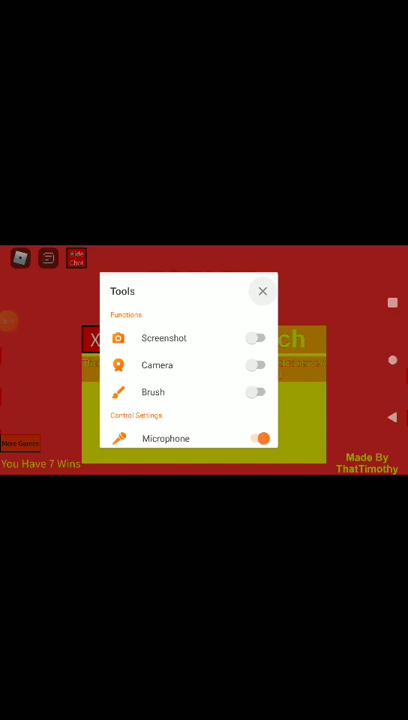 Hide
Chat
Tools
Functions
X
ch
Screenshot
Camera
Brush
Control Settings
Microphone
More Games
You Have 7 Wins
Made By
ThatTimothy